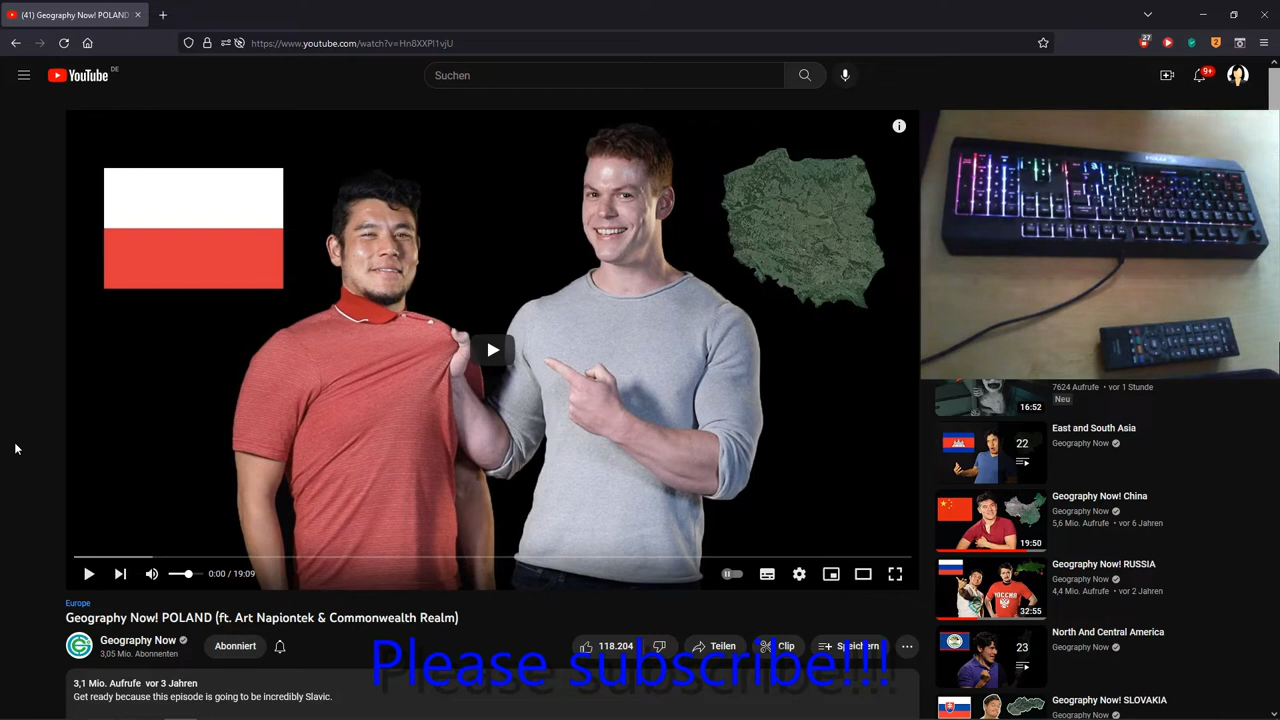 (41) Geography Now! POLAND
https://www.youtube.com/watch?v=Hn8XXPl1vjU
27
2
YouTube DE
Suchen
9+
0:00 / 19:09
7624 Aufrufe • vor 1 Stunde
Neu
16:52
East and South Asia
Geography Now
22
Geography Now! China
Geography Now
5,6 Mio. Aufrufe • vor 6 Jahren
19:50
Geography Now! RUSSIA
Geography Now
4,4 Mio. Aufrufe • vor 2 Jahren
РОССИЯ
32:55
North And Central America
Geography Now
23
Geography Now! SLOVAKIA
Geography Now
Europe
Geography Now! POLAND (ft. Art Napiontek & Commonwealth Realm)
Geography Now
3,05 Mio. Abonnenten
Abonniert
118.204
Teilen
Clip
Speichern
Please subscribe!!!
3,1 Mio. Aufrufe vor 3 Jahren
Get ready because this episode is going to be incredibly Slavic.